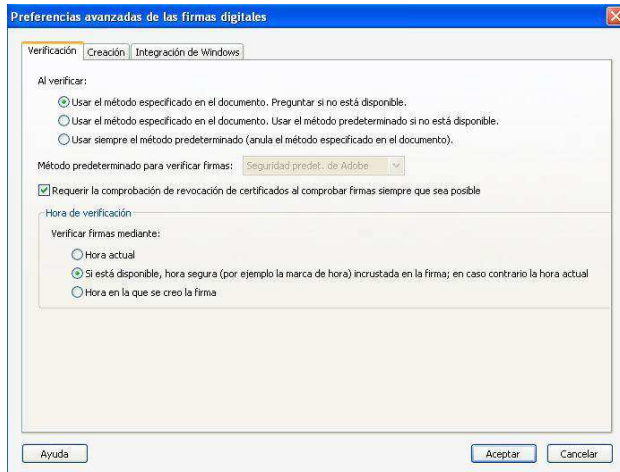 Preferencias avanzadas de las firmas digitales
Verificación Creación Integración de Windows
Al verificar:
Usar el método especificado en el documento. Preguntar si no está disponible.
Usar el método especificado en el documento. Usar el método predeterminado si no está disponible.
Usar siempre el método predeterminado (anula el método especificado en el documento).
Método predeterminado para verificar firmas: Seguridad predet. de Adobe
Requerir la comprobación de revocación de certificados al comprobar firmas siempre que sea posible
Hora de verificación
Verificar firmas mediante:
Hora actual
Si está disponible, hora segura (por ejemplo la marca de hora) incrustada en la firma; en caso contrario la hora actual
Hora en la que se creo la firma
Ayuda Aceptar Cancelar